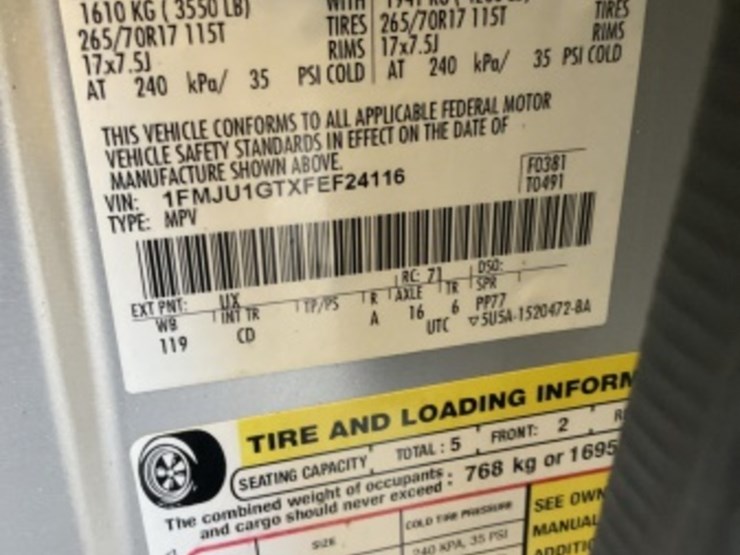 1610 KG ( 3550 LB) WITH
265/70R17 115T TIRES 265/70R17 115T TIRES
17x7.5J RIMS 17x7.5J RIMS
AT 240 kPa/ 35 PSI COLD AT 240 kPa/ 35 PSI COLD
THIS VEHICLE CONFORMS TO ALL APPLICABLE FEDERAL MOTOR
VEHICLE SAFETY STANDARDS IN EFFECT ON THE DATE OF
MANUFACTURE SHOWN ABOVE.
VIN: 1FMJU1GTXFEF24116 F0381
TYPE: MPV T0491
EXT PNT: UX RC: 71 DSO:
WB INT TR TP/PS R AXLE TR SPR
119 CD A 16 6 PP77
UTC ▽5U5A-1520472-BA
TIRE AND LOADING INFORM
SEATING CAPACITY TOTAL : 5 FRONT: 2 R
The combined weight of occupants : 768 kg or 1695
and cargo should never exceed :
SIZE COLD TIRE PRESSURE SEE OWN
240 KPA, 35 PSI MANUAL
ADDITIO